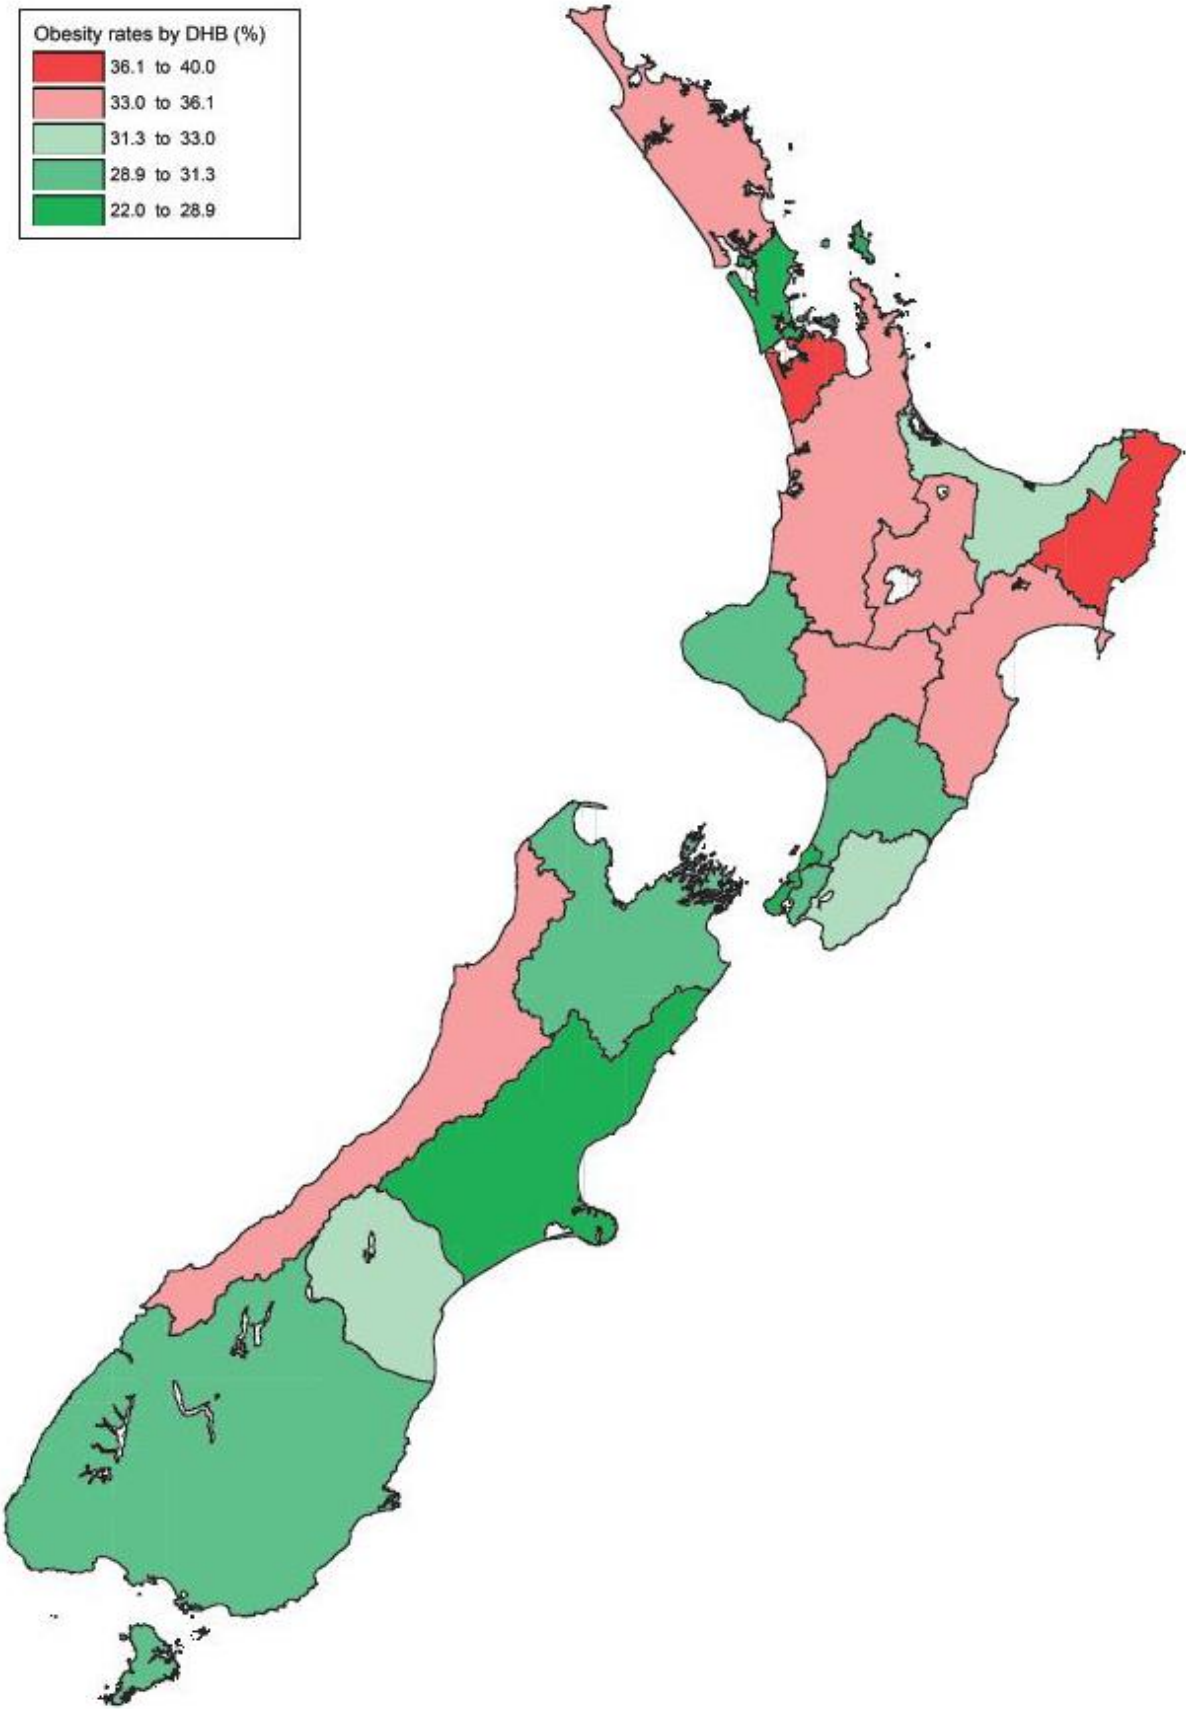 Obesity rates by DHB (%)
36.1 to 40.0
33.0 to 36.1
31.3 to 33.0
28.9 to 31.3
22.0 to 28.9